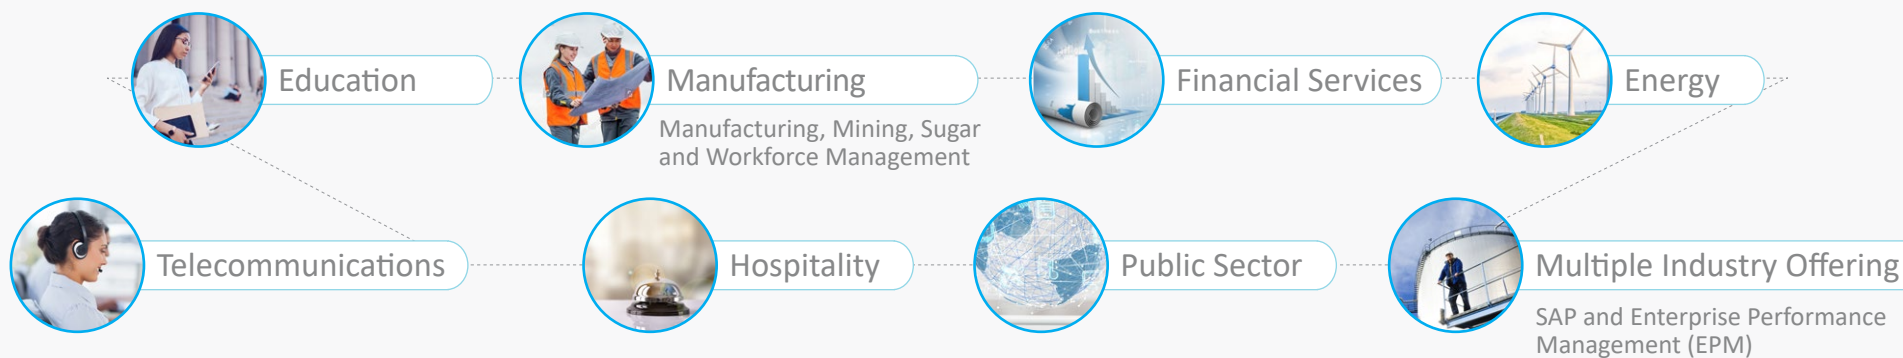 Education
Manufacturing
Manufacturing, Mining, Sugar
and Workforce Management
Financial Services
Energy
Telecommunications
Hospitality
Public Sector
Multiple Industry Offering
SAP and Enterprise Performance
Management (EPM)